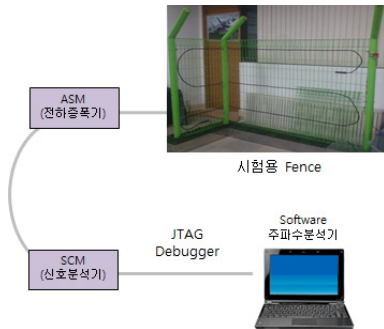 ASM
(전하증폭기)
시험용 Fence
Software
주파수분석기
JTAG
Debugger
SCM
(신호분석기)